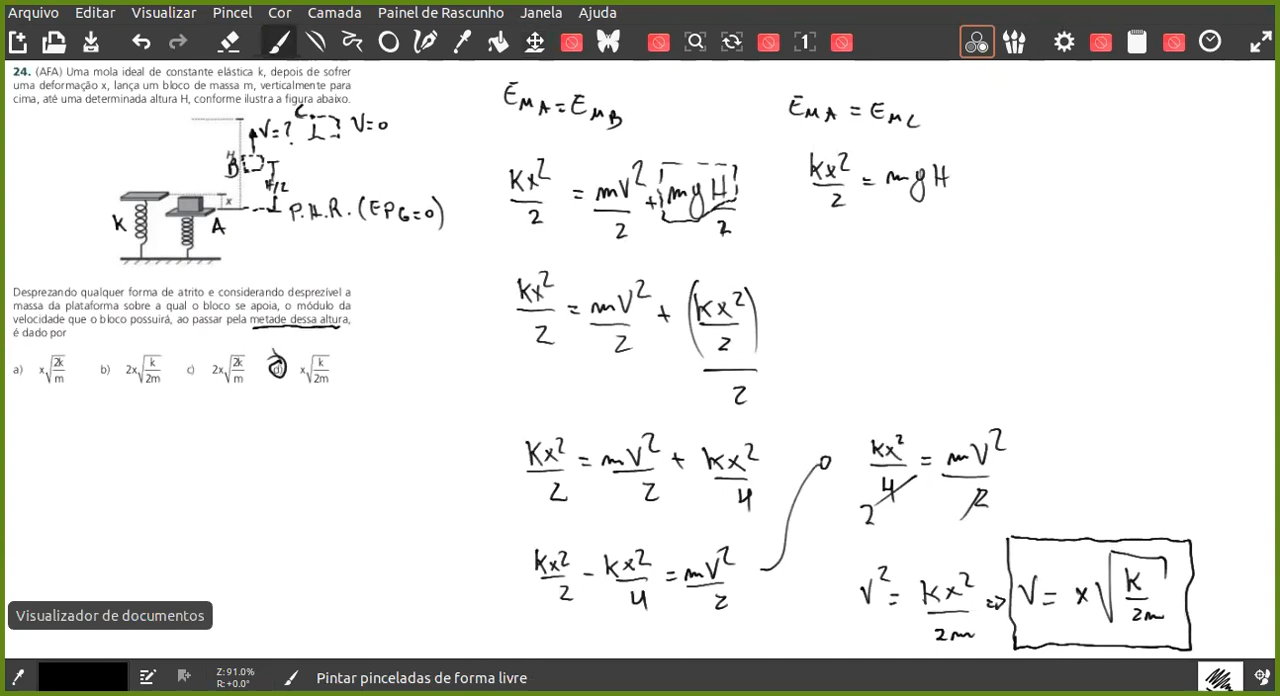 Arquivo Editar Visualizar Pincel Cor Camada Painel de Rascunho Janela Ajuda
1
24. (AFA) Uma mola ideal de constante elástica k, depois de sofrer
uma deformação x, lança um bloco de massa m, verticalmente para
cima, até uma determinada altura H, conforme ilustra a figura abaixo.
C V=0
V=?
H
B
H/2
x
P.H.R. (EPG=0)
K
A
Desprezando qualquer forma de atrito e considerando desprezível a
massa da plataforma sobre a qual o bloco se apoia, o módulo da
velocidade que o bloco possuirá, ao passar pela metade dessa altura,
é dado por
a) x√(2k/m) b) 2x√(k/2m) c) 2x√(2k/m) d) x√(k/2m)
EMA = EMB
Kx²/2 = mV²/2 + mgH/2
Kx²/2 = mV²/2 + (Kx²/2)/2
Kx²/2 = mV²/2 + Kx²/4
Kx²/2 - Kx²/4 = mV²/2
EMA = EMC
Kx²/2 = mgH
Kx²/4 = mV²/2
2
V² = Kx²/2m => V = x√(K/2m)
Visualizador de documentos
Z: 91.0%
R:+0.0°
Pintar pinceladas de forma livre